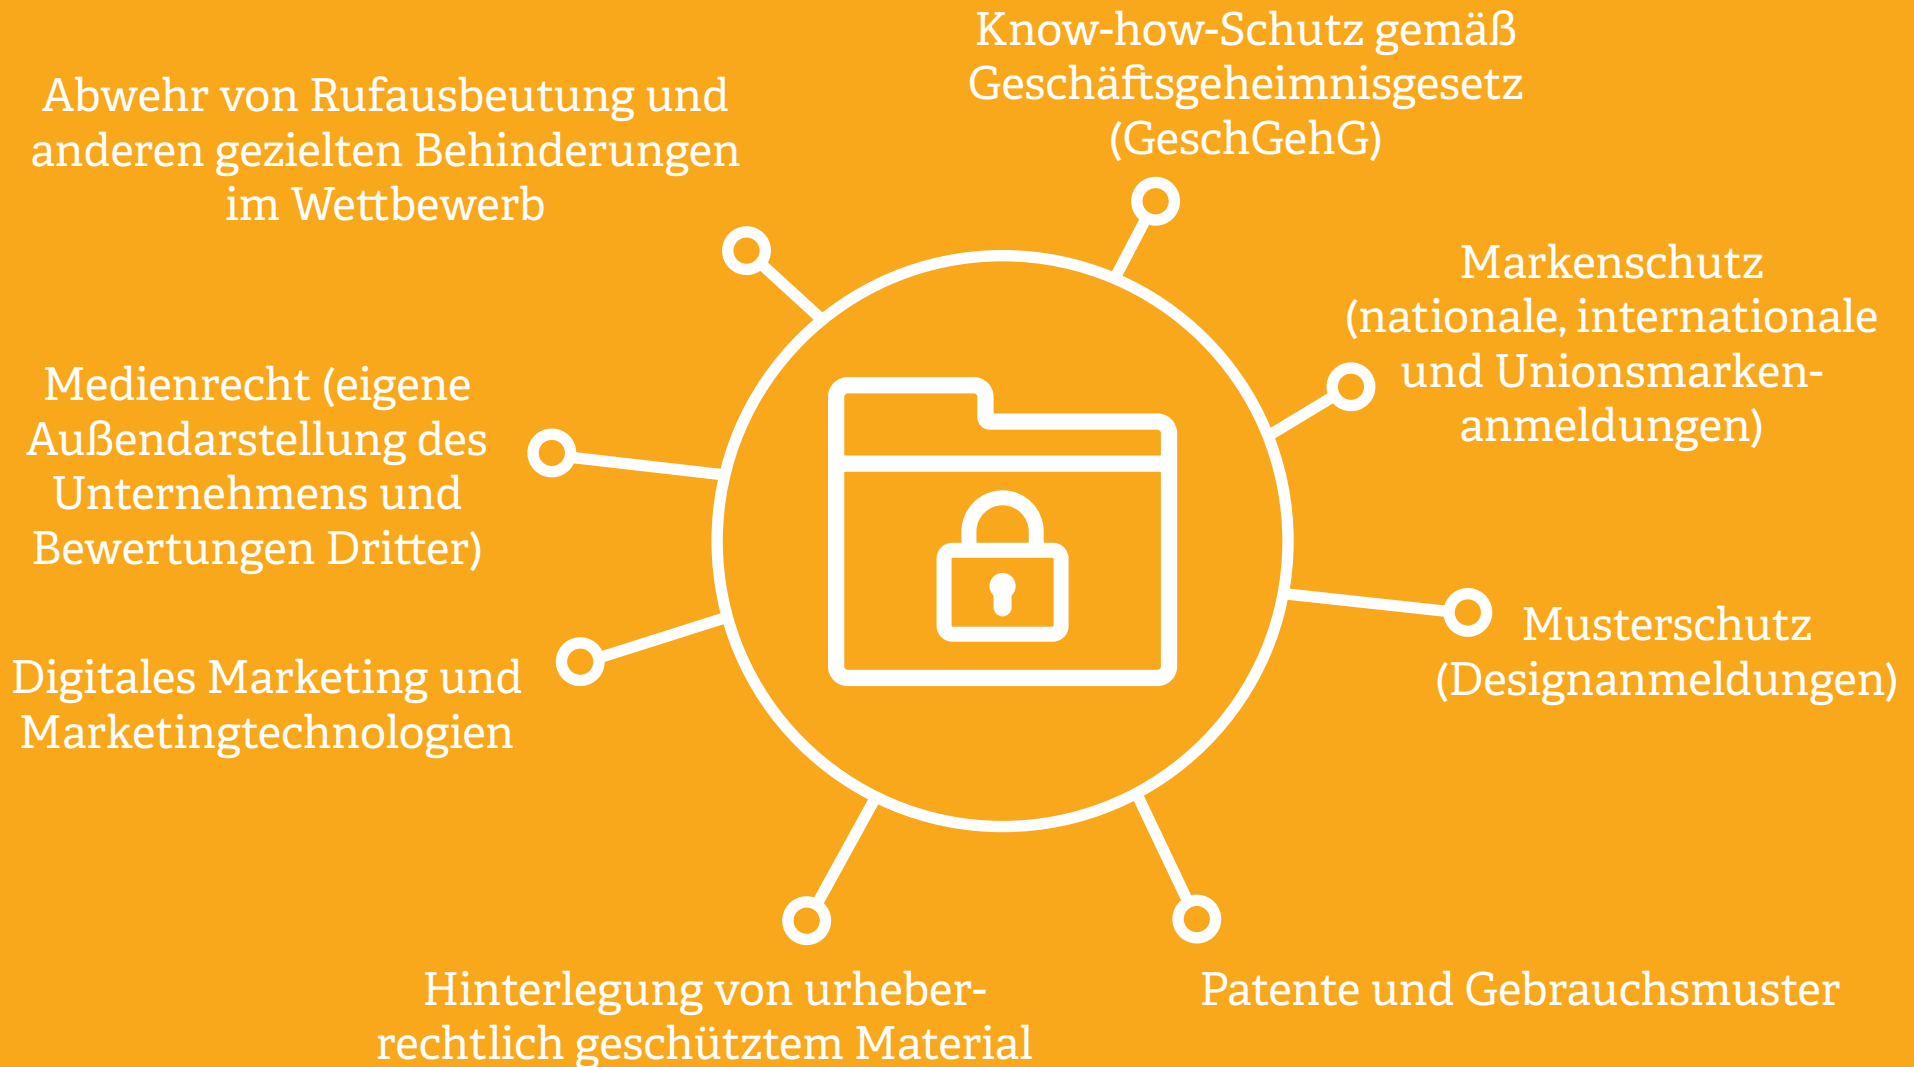 Know-how-Schutz gemäß
Geschäftsgeheimnisgesetz
(GeschGehG)
Abwehr von Rufausbeutung und
anderen gezielten Behinderungen
im Wettbewerb
Markenschutz
(nationale, internationale
und Unionsmarken-
anmeldungen)
Medienrecht (eigene
Außendarstellung des
Unternehmens und
Bewertungen Dritter)
Musterschutz
(Designanmeldungen)
Digitales Marketing und
Marketingtechnologien
Hinterlegung von urheber-
rechtlich geschütztem Material
Patente und Gebrauchsmuster